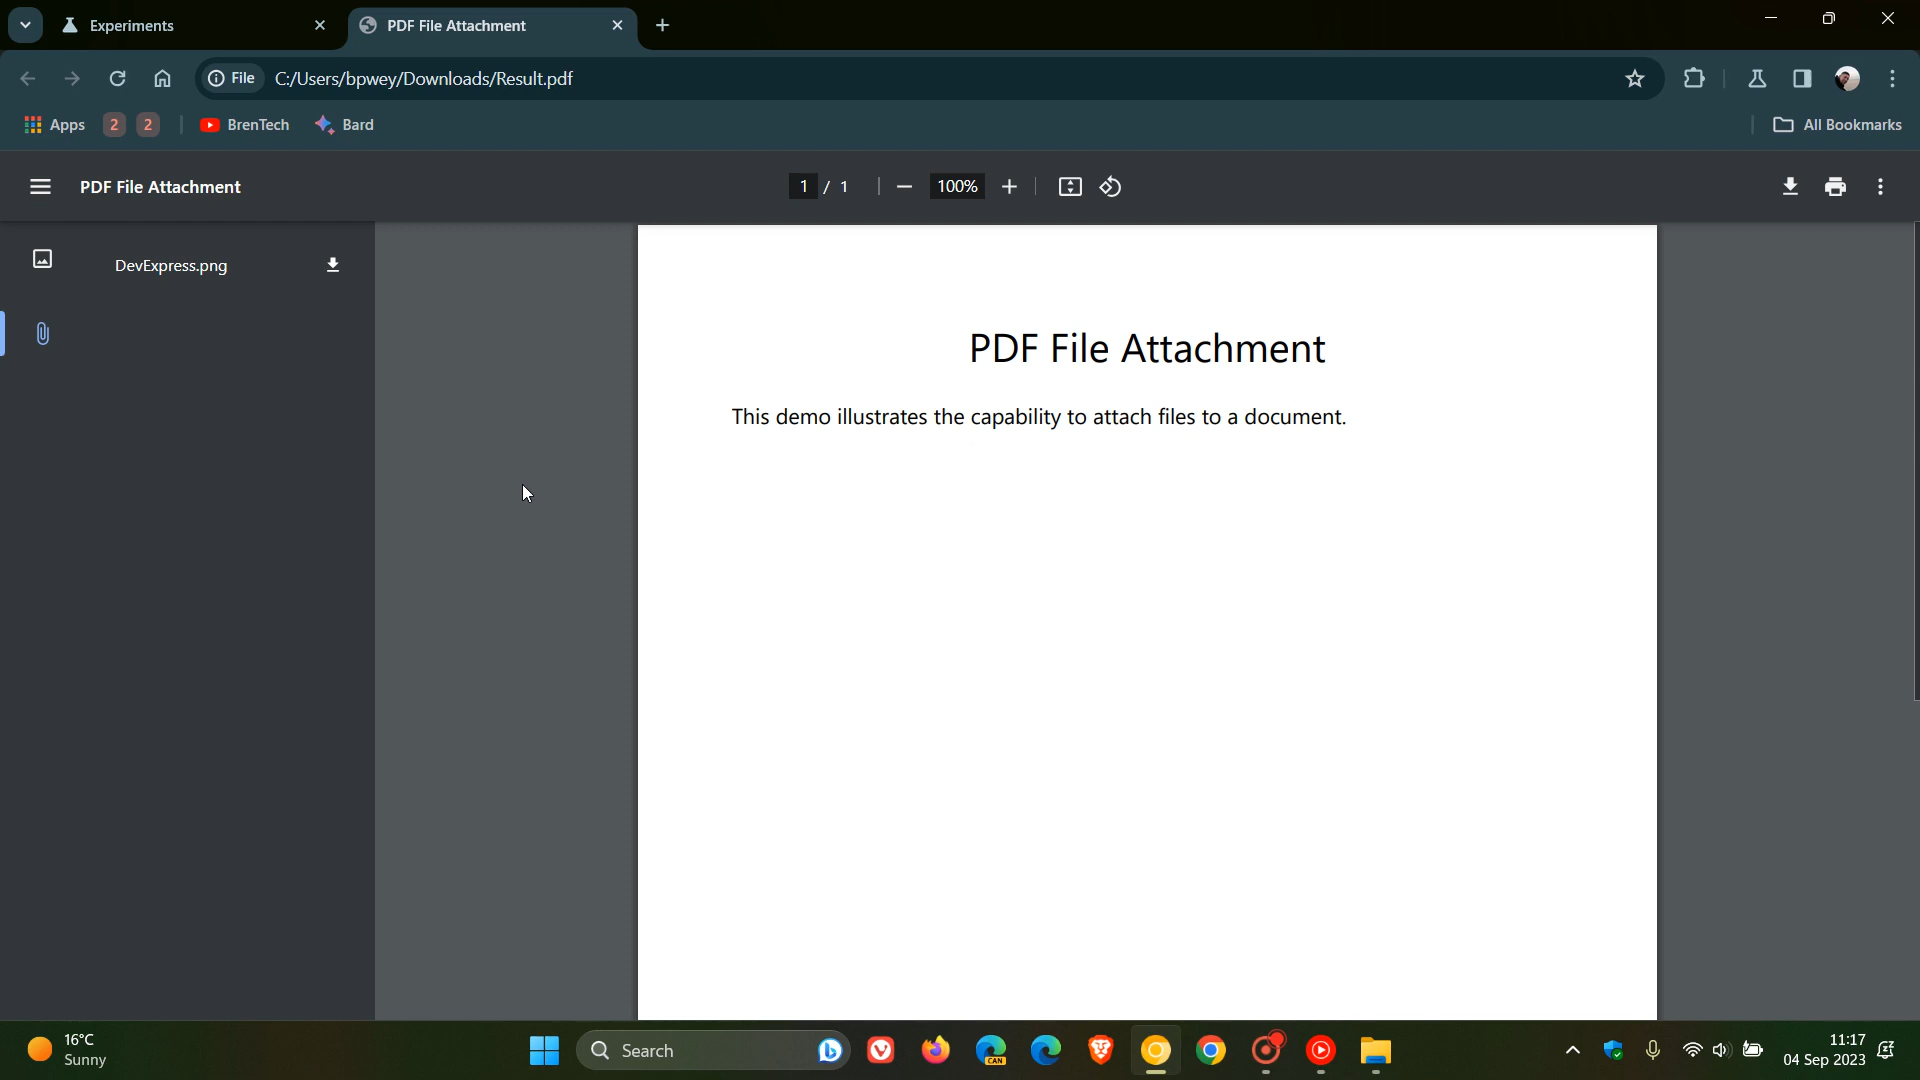 Experiments
PDF File Attachment
File C:/Users/bpwey/Downloads/Result.pdf
Apps 2 2 BrenTech Bard All Bookmarks
PDF File Attachment 1 / 1 100%
DevExpress.png
PDF File Attachment
This demo illustrates the capability to attach files to a document.
16°C
Sunny
Search
CAN
11:17
04 Sep 2023